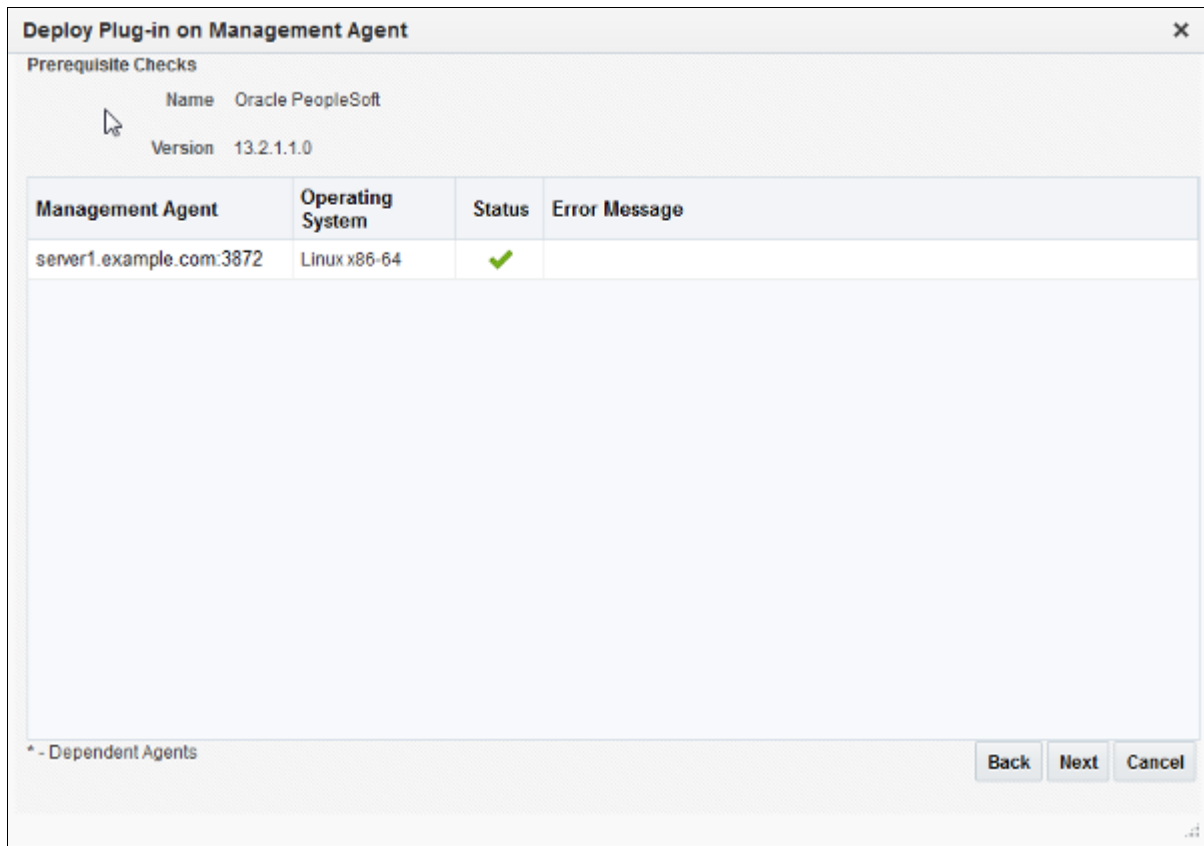 Deploy Plug-in on Management Agent
Prerequisite Checks
Name Oracle PeopleSoft
Version 13.2.1.1.0
Management Agent Operating System Status Error Message
server1.example.com:3872 Linux x86-64
* - Dependent Agents
Back Next Cancel